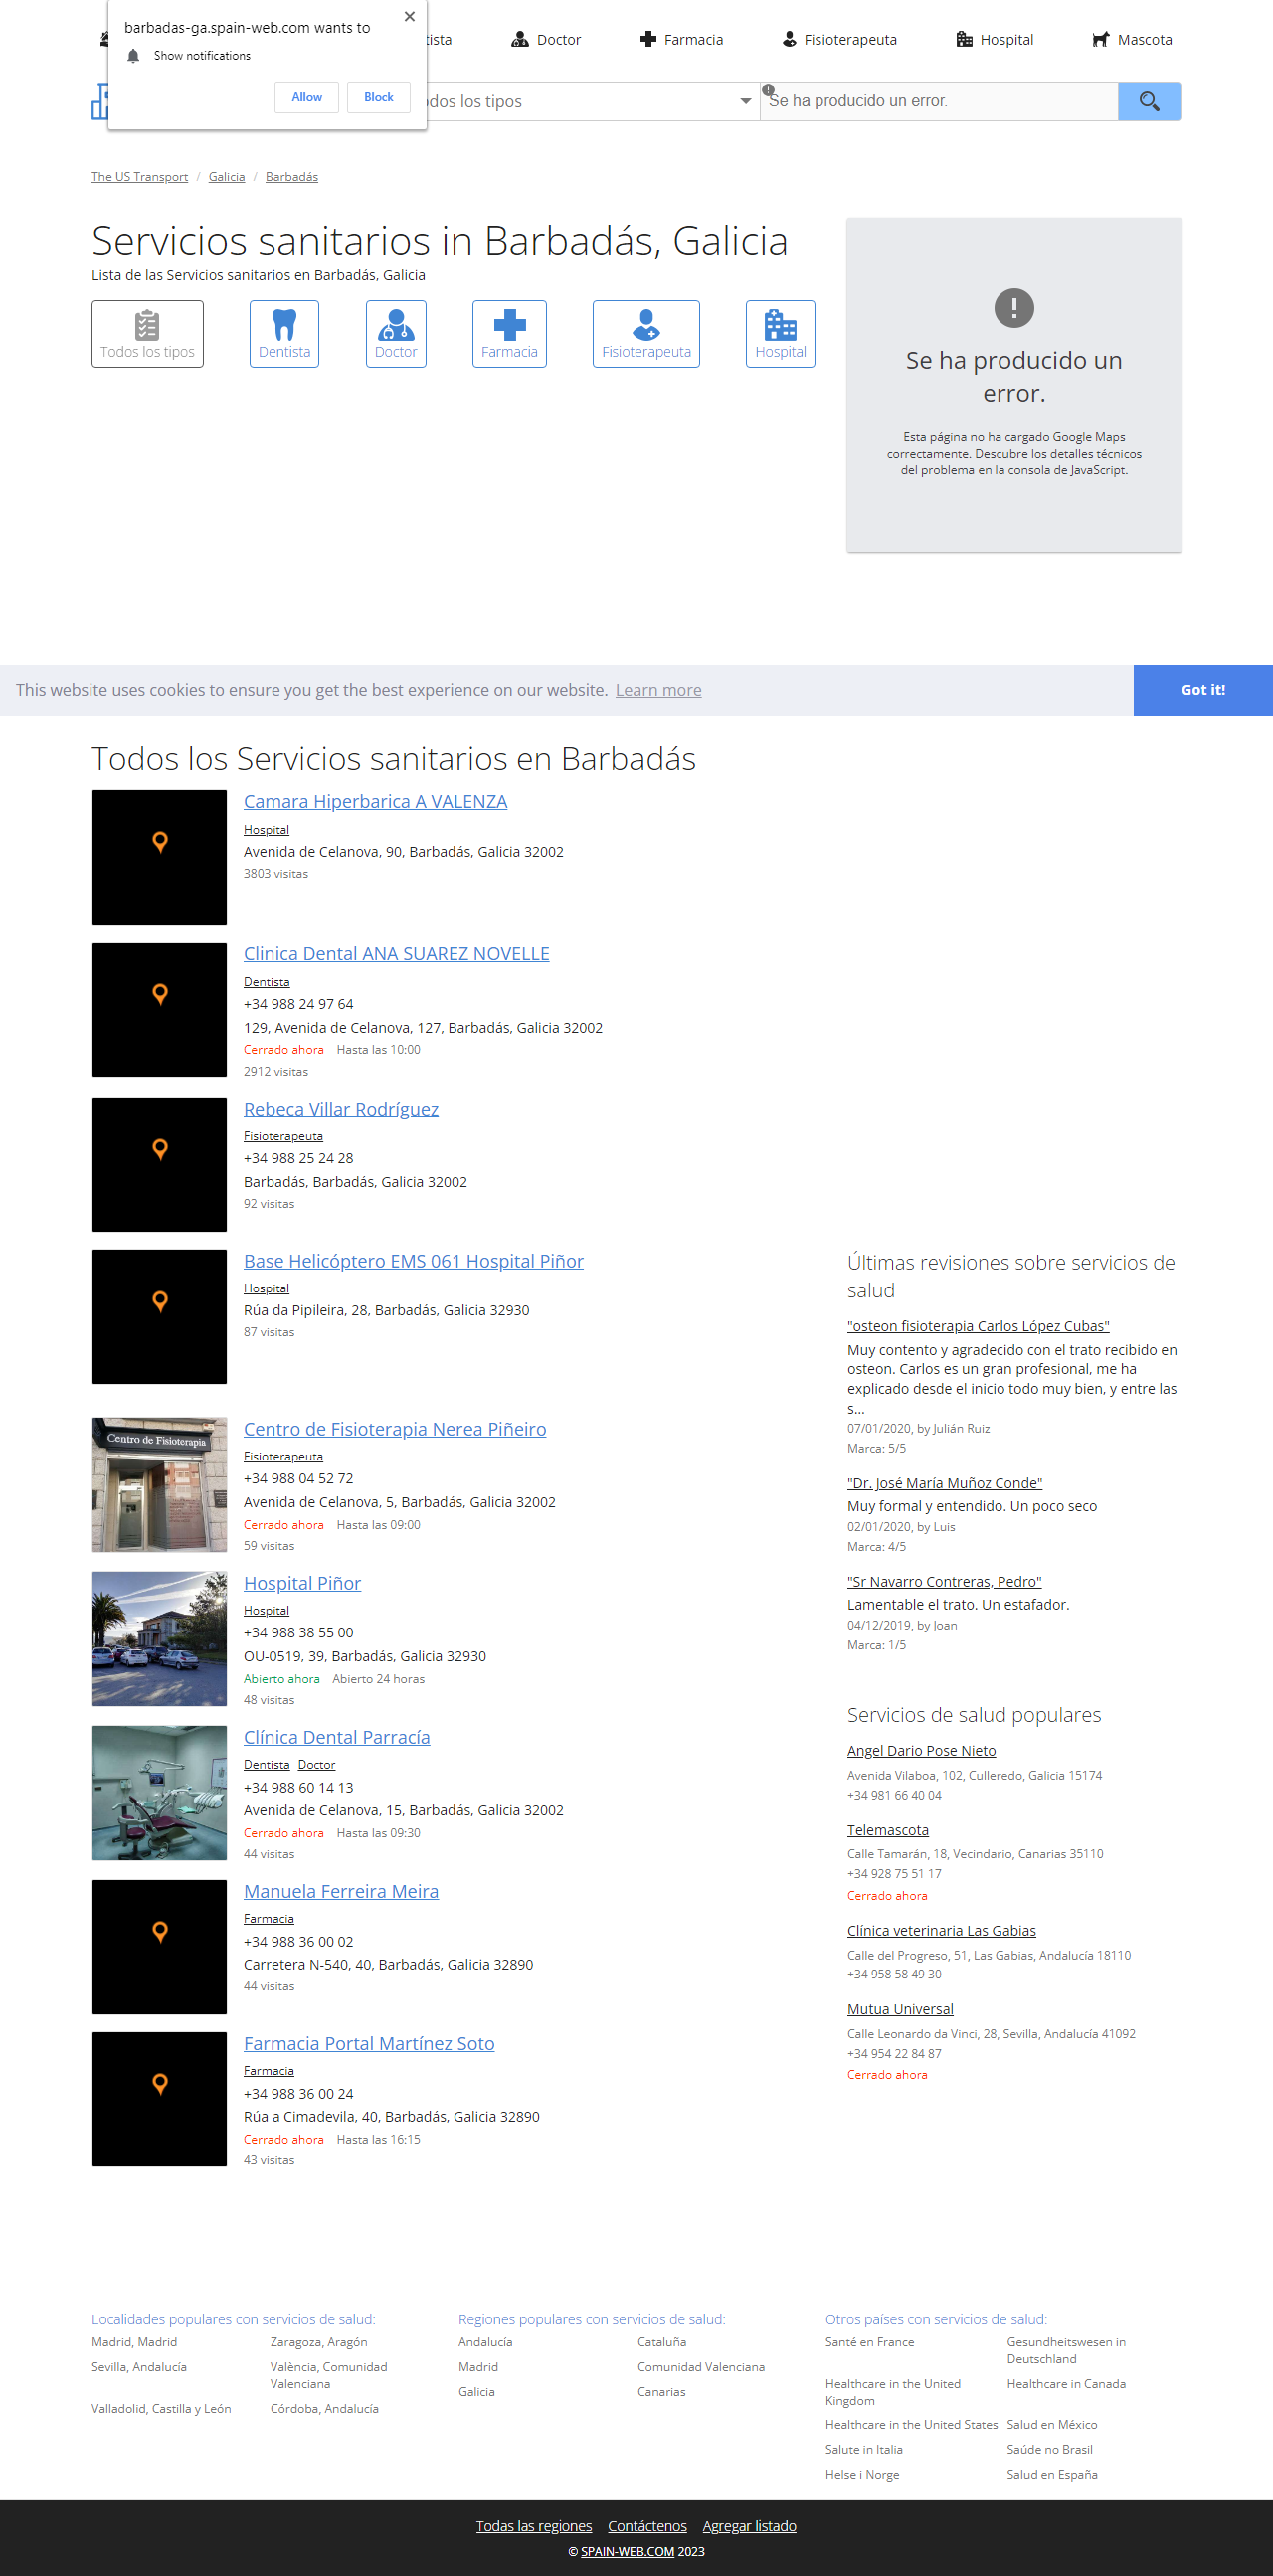 barbadas-ga.spain-web.com wants to
Show notifications
Allow
Block
tista
Doctor
Farmacia
Fisioterapeuta
Hospital
Mascota
odos los tipos
Se ha producido un error.
The US Transport / Galicia / Barbadás
Servicios sanitarios in Barbadás, Galicia
Lista de las Servicios sanitarios en Barbadás, Galicia
Todos los tipos
Dentista
Doctor
Farmacia
Fisioterapeuta
Hospital
Se ha producido un
error.
Esta página no ha cargado Google Maps
correctamente. Descubre los detalles técnicos
del problema en la consola de JavaScript.
This website uses cookies to ensure you get the best experience on our website. Learn more
Got it!
Todos los Servicios sanitarios en Barbadás
Camara Hiperbarica A VALENZA
Hospital
Avenida de Celanova, 90, Barbadás, Galicia 32002
3803 visitas
Clinica Dental ANA SUAREZ NOVELLE
Dentista
+34 988 24 97 64
129, Avenida de Celanova, 127, Barbadás, Galicia 32002
Cerrado ahora Hasta las 10:00
2912 visitas
Rebeca Villar Rodríguez
Fisioterapeuta
+34 988 25 24 28
Barbadás, Barbadás, Galicia 32002
92 visitas
Base Helicóptero EMS 061 Hospital Piñor
Hospital
Rúa da Pipileira, 28, Barbadás, Galicia 32930
87 visitas
Centro de Fisioterapia
Centro de Fisioterapia Nerea Piñeiro
Fisioterapeuta
+34 988 04 52 72
Avenida de Celanova, 5, Barbadás, Galicia 32002
Cerrado ahora Hasta las 09:00
59 visitas
Hospital Piñor
Hospital
+34 988 38 55 00
OU-0519, 39, Barbadás, Galicia 32930
Abierto ahora Abierto 24 horas
48 visitas
Clínica Dental Parracía
Dentista Doctor
+34 988 60 14 13
Avenida de Celanova, 15, Barbadás, Galicia 32002
Cerrado ahora Hasta las 09:30
44 visitas
Manuela Ferreira Meira
Farmacia
+34 988 36 00 02
Carretera N-540, 40, Barbadás, Galicia 32890
44 visitas
Farmacia Portal Martínez Soto
Farmacia
+34 988 36 00 24
Rúa a Cimadevila, 40, Barbadás, Galicia 32890
Cerrado ahora Hasta las 16:15
43 visitas
Últimas revisiones sobre servicios de
salud
"osteon fisioterapia Carlos López Cubas"
Muy contento y agradecido con el trato recibido en
osteon. Carlos es un gran profesional, me ha
explicado desde el inicio todo muy bien, y entre las
s...
07/01/2020, by Julián Ruiz
Marca: 5/5
"Dr. José María Muñoz Conde"
Muy formal y entendido. Un poco seco
02/01/2020, by Luis
Marca: 4/5
"Sr Navarro Contreras, Pedro"
Lamentable el trato. Un estafador.
04/12/2019, by Joan
Marca: 1/5
Servicios de salud populares
Angel Dario Pose Nieto
Avenida Vilaboa, 102, Culleredo, Galicia 15174
+34 981 66 40 04
Telemascota
Calle Tamarán, 18, Vecindario, Canarias 35110
+34 928 75 51 17
Cerrado ahora
Clínica veterinaria Las Gabias
Calle del Progreso, 51, Las Gabias, Andalucía 18110
+34 958 58 49 30
Mutua Universal
Calle Leonardo da Vinci, 28, Sevilla, Andalucía 41092
+34 954 22 84 87
Cerrado ahora
Localidades populares con servicios de salud:
Madrid, Madrid
Zaragoza, Aragón
Sevilla, Andalucía
València, Comunidad
Valenciana
Valladolid, Castilla y León
Córdoba, Andalucía
Regiones populares con servicios de salud:
Andalucía
Cataluña
Madrid
Comunidad Valenciana
Galicia
Canarias
Otros países con servicios de salud:
Santé en France
Gesundheitswesen in
Deutschland
Healthcare in the United
Kingdom
Healthcare in Canada
Healthcare in the United States
Salud en México
Salute in Italia
Saúde no Brasil
Helse i Norge
Salud en España
Todas las regiones Contáctenos Agregar listado
© SPAIN-WEB.COM 2023